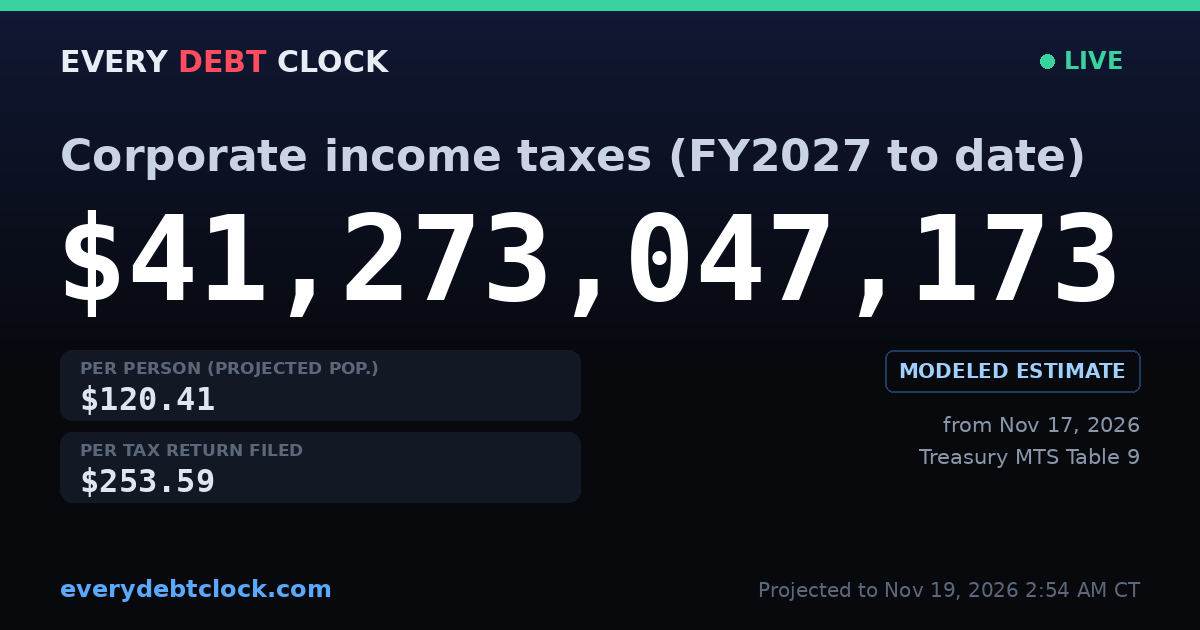 EVERY DEBT CLOCK
LIVE
Corporate income taxes (FY2027 to date)
$41,273,047,173
PER PERSON (PROJECTED POP.)
$120.41
PER TAX RETURN FILED
$253.59
MODELED ESTIMATE
from Nov 17, 2026
Treasury MTS Table 9
everydebtclock.com
Projected to Nov 19, 2026 2:54 AM CT